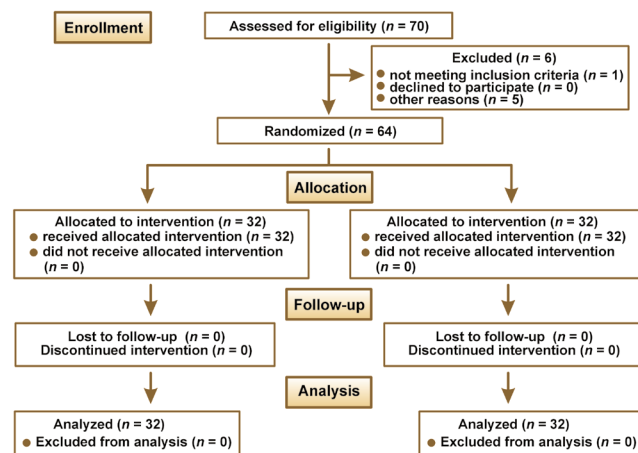 Enrollment
Assessed for eligibility (n = 70)
Excluded (n = 6)
● not meeting inclusion criteria (n = 1)
● declined to participate (n = 0)
● other reasons (n = 5)
Randomized (n = 64)
Allocation
Allocated to intervention (n = 32)
● received allocated intervention (n = 32)
● did not receive allocated intervention
(n = 0)
Allocated to intervention (n = 32)
● received allocated intervention (n = 32)
● did not receive allocated intervention
(n = 0)
Follow-up
Lost to follow-up (n = 0)
Discontinued intervention (n = 0)
Lost to follow-up (n = 0)
Discontinued intervention (n = 0)
Analysis
Analyzed (n = 32)
● Excluded from analysis (n = 0)
Analyzed (n = 32)
● Excluded from analysis (n = 0)